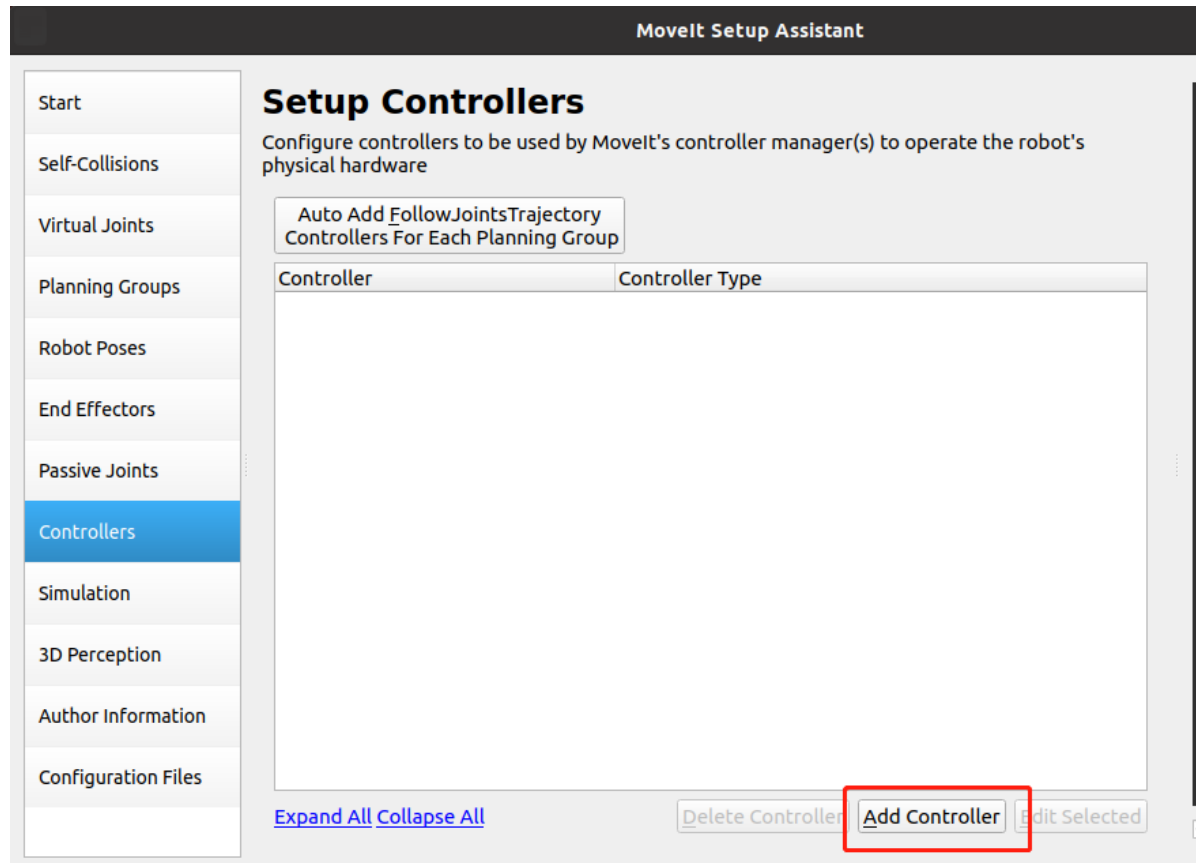 MoveIt Setup Assistant
Start
Self-Collisions
Virtual Joints
Planning Groups
Robot Poses
End Effectors
Passive Joints
Controllers
Simulation
3D Perception
Author Information
Configuration Files
Setup Controllers
Configure controllers to be used by MoveIt's controller manager(s) to operate the robot's
physical hardware
Auto Add FollowJointsTrajectory
Controllers For Each Planning Group
Controller Controller Type
Expand All Collapse All Delete Controller Add Controller Edit Selected